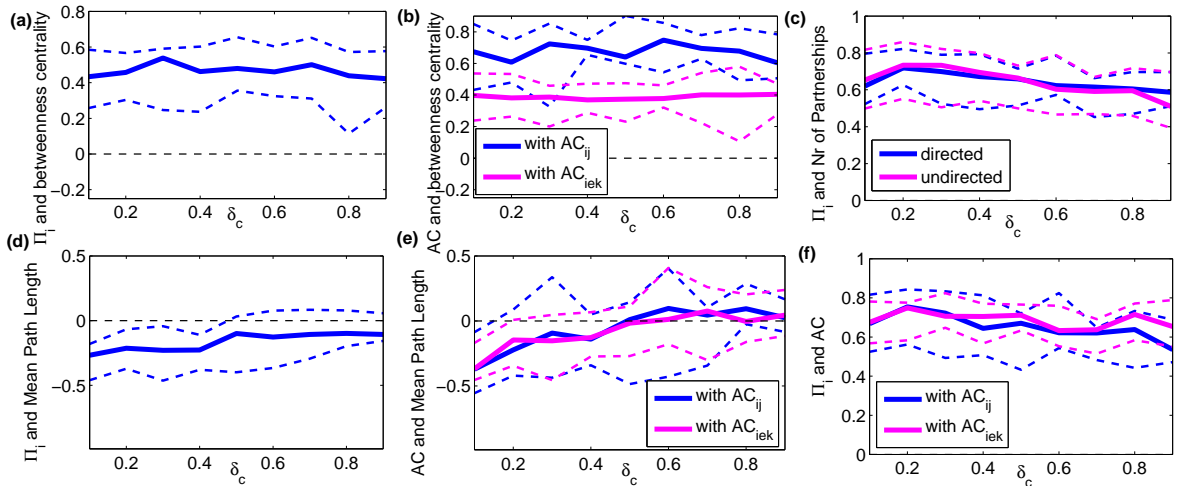 (a)
Π_i and betweenness centrality
0.8
0.6
0.4
0.2
0
−0.2
0.2 0.4 0.6 0.8
δ_c
(b)
AC and betweenness centrality
0.8
0.6
0.4
0.2
0
−0.2
with AC_ij
with AC_iek
0.2 0.4 0.6 0.8
δ_c
(c)
Π_i and Nr of Partnerships
1
0.8
0.6
0.4
0.2
0
directed
undirected
0.2 0.4 0.6 0.8
δ_c
(d)
Π_i and Mean Path Length
0.5
0
−0.5
0.2 0.4 0.6 0.8
δ_c
(e)
AC and Mean Path Length
0.5
0
−0.5
with AC_ij
with AC_iek
0.2 0.4 0.6 0.8
δ_c
(f)
Π_i and AC
1
0.8
0.6
0.4
0.2
0
with AC_ij
with AC_iek
0.2 0.4 0.6 0.8
δ_c